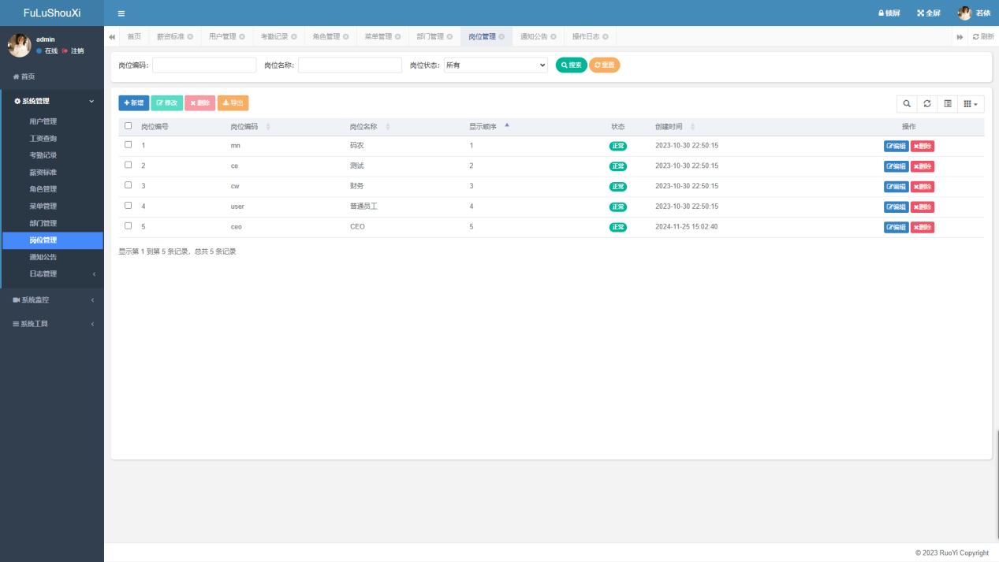 FuLuShouXi
锁屏 全屏 若依
admin
在线 注销
首页 薪资标准 用户管理 考勤记录 角色管理 菜单管理 部门管理 岗位管理 通知公告 操作日志 刷新
首页
系统管理
用户管理
工资查询
考勤记录
薪资标准
角色管理
菜单管理
部门管理
岗位管理
通知公告
日志管理
系统监控
系统工具
岗位编码： 岗位名称： 岗位状态： 所有 搜索 重置
新增 修改 删除 导出
岗位编号 岗位编码 岗位名称 显示顺序 状态 创建时间 操作
1 mn 码农 1 正常 2023-10-30 22:50:15 编辑 删除
2 ce 测试 2 正常 2023-10-30 22:50:15 编辑 删除
3 cw 财务 3 正常 2023-10-30 22:50:15 编辑 删除
4 user 普通员工 4 正常 2023-10-30 22:50:15 编辑 删除
5 ceo CEO 5 正常 2024-11-25 15:02:40 编辑 删除
显示第 1 到第 5 条记录，总共 5 条记录
© 2023 RuoYi Copyright